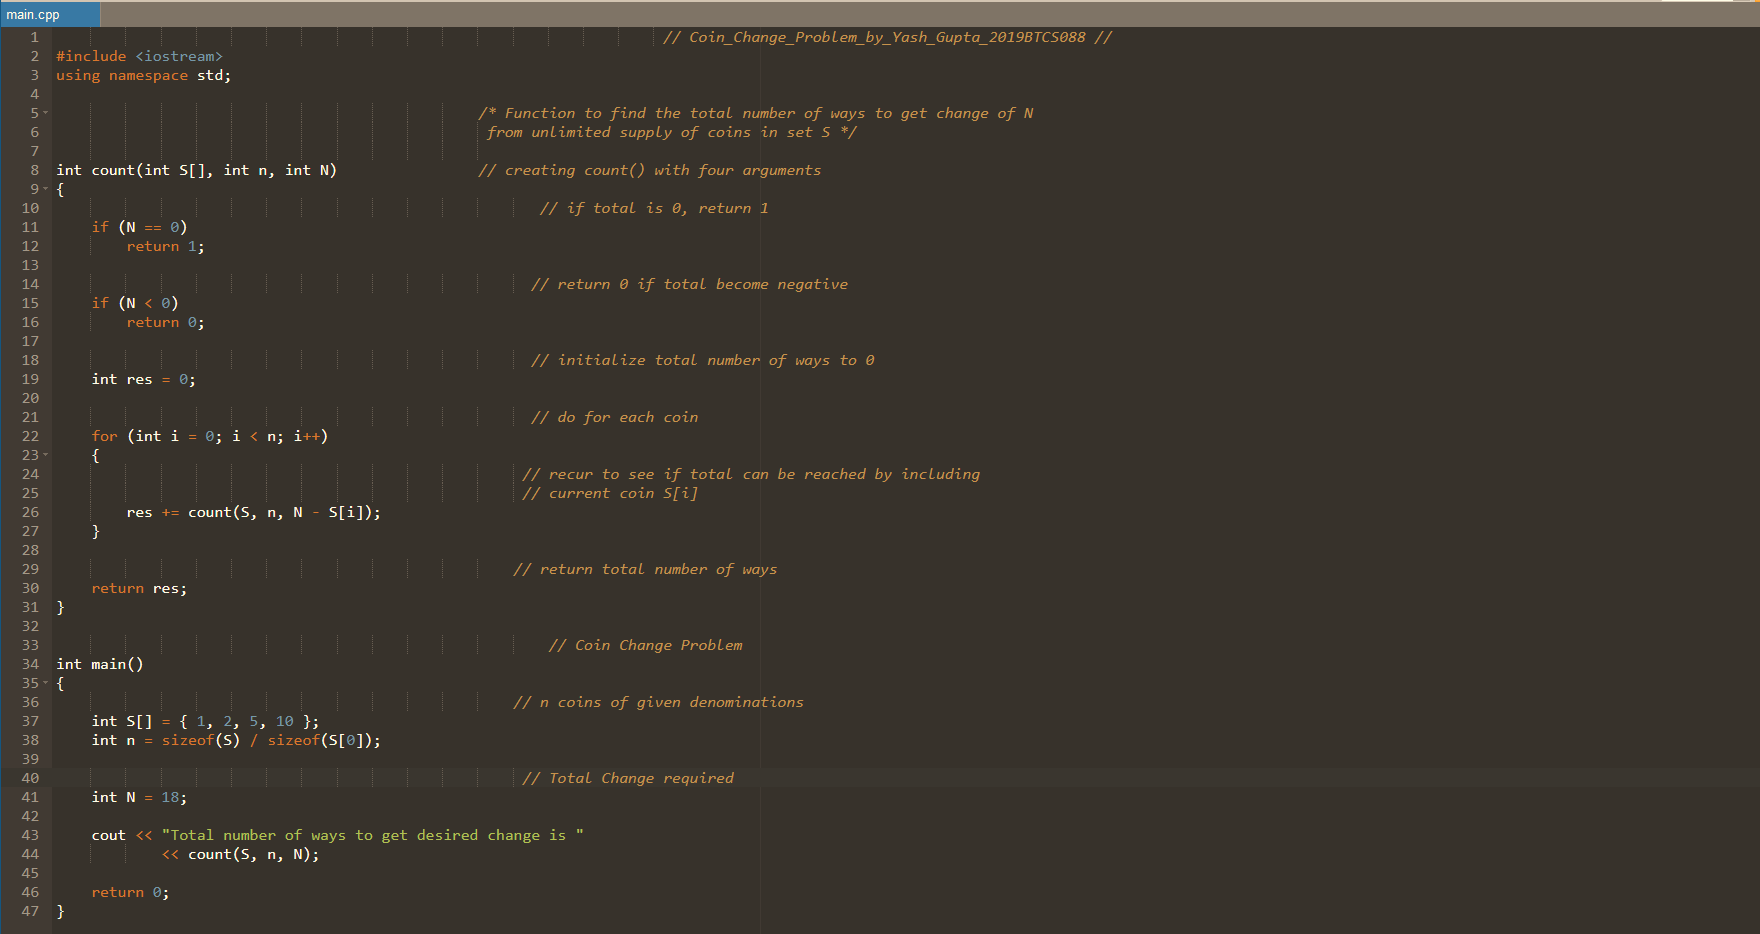 main.cpp
1 // Coin_Change_Problem_by_Yash_Gupta_2019BTCS088 //
2 #include <iostream>
3 using namespace std;
4
5 /* Function to find the total number of ways to get change of N
6 from unlimited supply of coins in set S */
7
8 int count(int S[], int n, int N) // creating count() with four arguments
9 {
10 // if total is 0, return 1
11 if (N == 0)
12 return 1;
13
14 // return 0 if total become negative
15 if (N < 0)
16 return 0;
17
18 // initialize total number of ways to 0
19 int res = 0;
20
21 // do for each coin
22 for (int i = 0; i < n; i++)
23 {
24 // recur to see if total can be reached by including
25 // current coin S[i]
26 res += count(S, n, N - S[i]);
27 }
28
29 // return total number of ways
30 return res;
31 }
32
33 // Coin Change Problem
34 int main()
35 {
36 // n coins of given denominations
37 int S[] = { 1, 2, 5, 10 };
38 int n = sizeof(S) / sizeof(S[0]);
39
40 // Total Change required
41 int N = 18;
42
43 cout << "Total number of ways to get desired change is "
44 << count(S, n, N);
45
46 return 0;
47 }